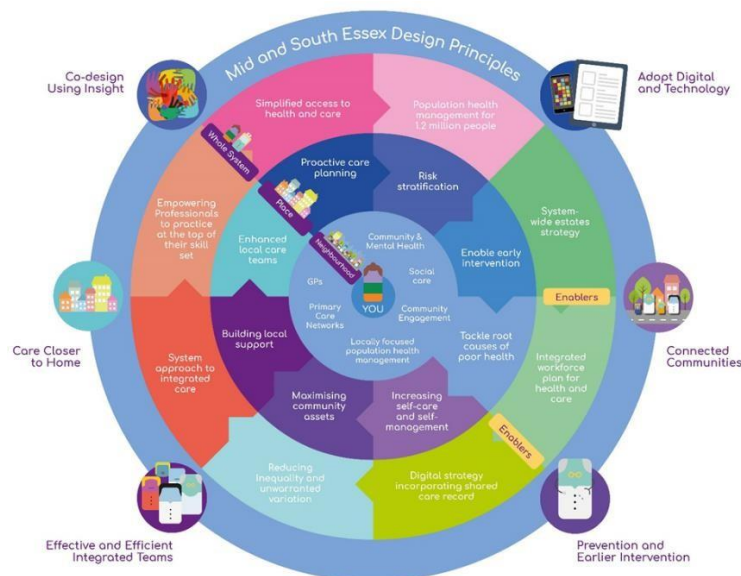 Mid and South Essex Design Principles
Co-design
Using Insight
Adopt Digital
and Technology
Simplified access to
health and care
Population health
management for
1.2 million people
Whole System
Proactive care
planning
Risk
stratification
Empowering
Professionals
to practice
at the top of
their skill
set
Place
System-
wide estates
strategy
Enhanced
local care
teams
Neighbourhood
Community &
Mental Health
Enable early
intervention
GPs
Social
care
YOU
Enablers
Primary
Care
Networks
Community
Engagement
Locally focused
population health
management
Care Closer
to Home
Connected
Communities
Building local
support
Tackle root
causes of
poor health
System
approach to
integrated
care
Integrated
workforce
plan for
health and
care
Maximising
community
assets
Increasing
self-care
and self-
management
Enablers
Reducing
Inequality and
unwarranted
variation
Digital strategy
incorporating shared
care record
Effective and Efficient
Integrated Teams
Prevention and
Earlier Intervention